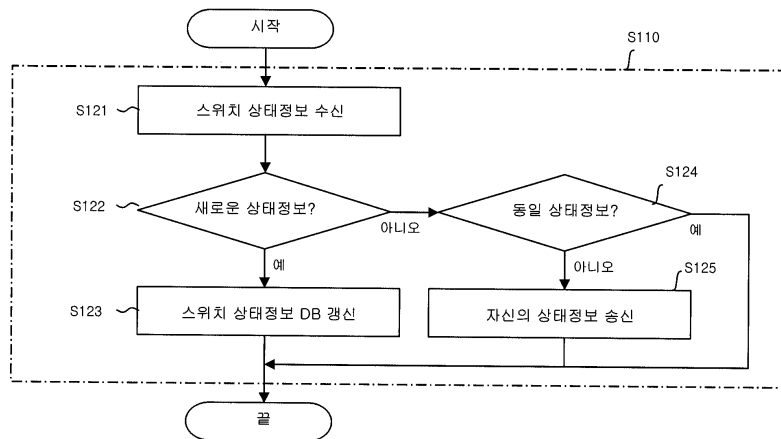 시작
S110
S121
스위치 상태정보 수신
S122
새로운 상태정보?
아니오
S124
동일 상태정보?
예
예
아니오
S123
스위치 상태정보 DB 갱신
S125
자신의 상태정보 송신
끝